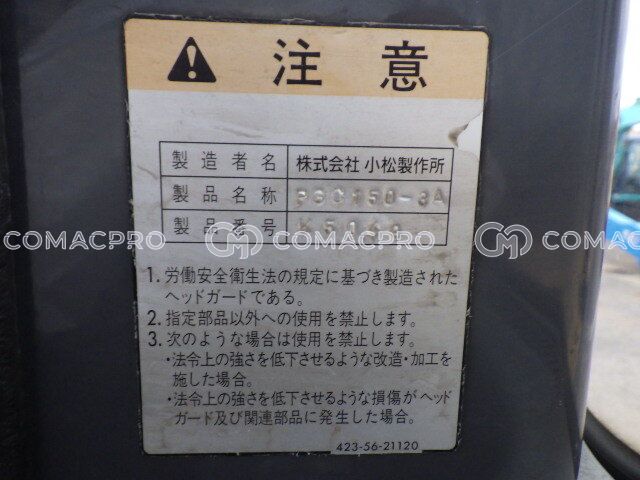 注意
製造者名 株式会社 小松製作所
製品名称
製品番号
COMACPRO COMACPRO COMACPRO
1. 労働安全衛生法の規定に基づき製造された
ヘッドガードである。
2. 指定部品以外への使用を禁止します。
3. 次のような場合は使用を禁止します。
・法令上の強さを低下させるような改造・加工を
施した場合。
・法令上の強さを低下させるような損傷がヘッド
ガード及び関連部品に発生した場合。
423-56-21120